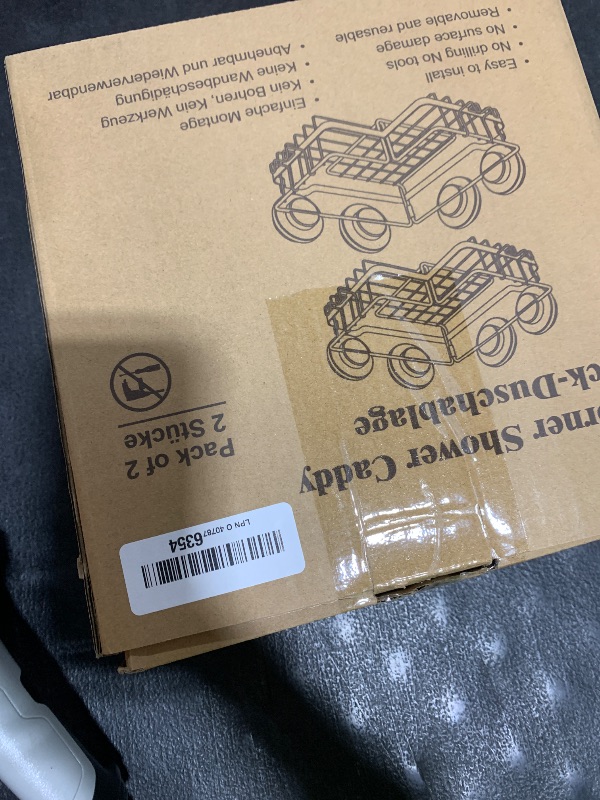 orner Shower Caddy
ck-Duschablage
Pack of 2
2 Stücke
• Easy to install
• No drilling No tools
• No surface damage
• Removable and reusable
• Einfache Montage
• Kein Bohren, Kein Werkzeug
• Keine Wandbeschädigung
• Abnehmbar und Wiederverwendbar
LPN O 407876354